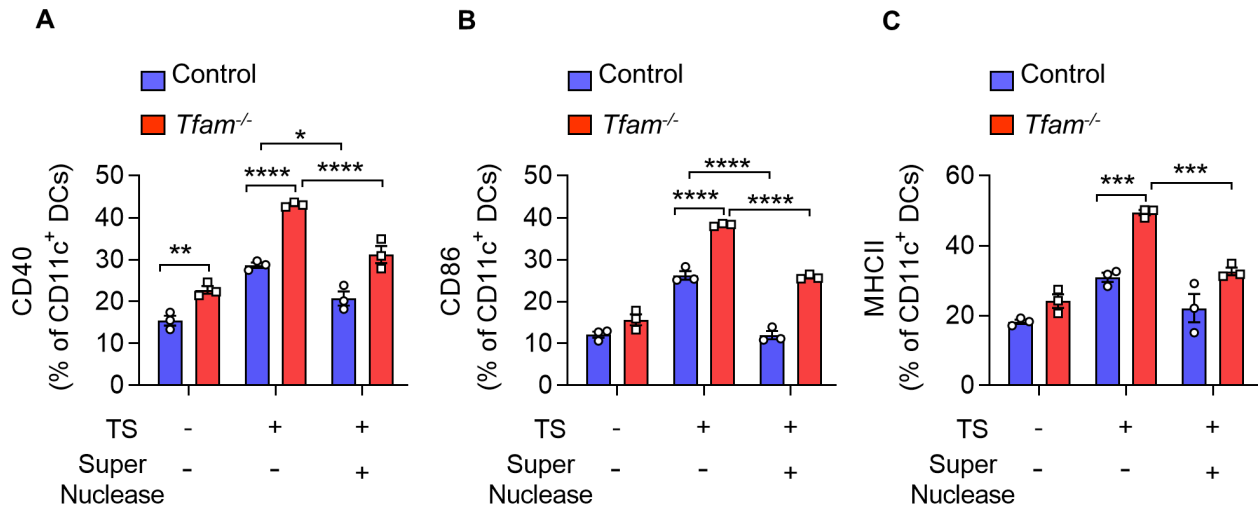 A
Control
Tfam-/-
CD40
(% of CD11c+ DCs)
50
40
30
20
10
0
**
****
*
****
TS - + +
Super
Nuclease - - +
B
Control
Tfam-/-
CD86
(% of CD11c+ DCs)
50
40
30
20
10
0
****
****
****
TS - + +
Super
Nuclease - - +
C
Control
Tfam-/-
MHCII
(% of CD11c+ DCs)
60
40
20
0
***
***
TS - + +
Super
Nuclease - - +